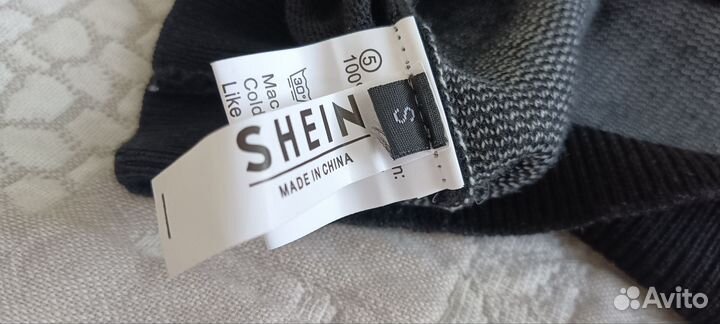 SHEIN
MADE IN CHINA
S
5
100
30°
Mac
Cold
Like
n:
Avito